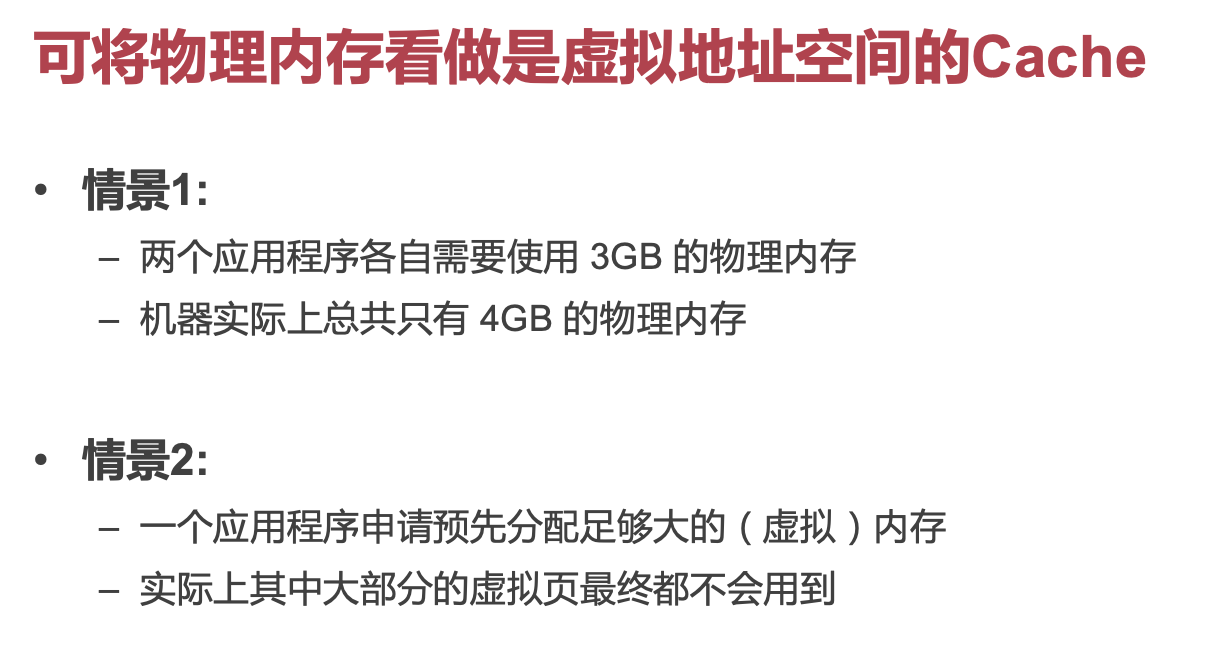 可将物理内存看做是虚拟地址空间的Cache
• 情景1:
– 两个应用程序各自需要使用 3GB 的物理内存
– 机器实际上总共只有 4GB 的物理内存
• 情景2:
– 一个应用程序申请预先分配足够大的（虚拟）内存
– 实际上其中大部分的虚拟页最终都不会用到